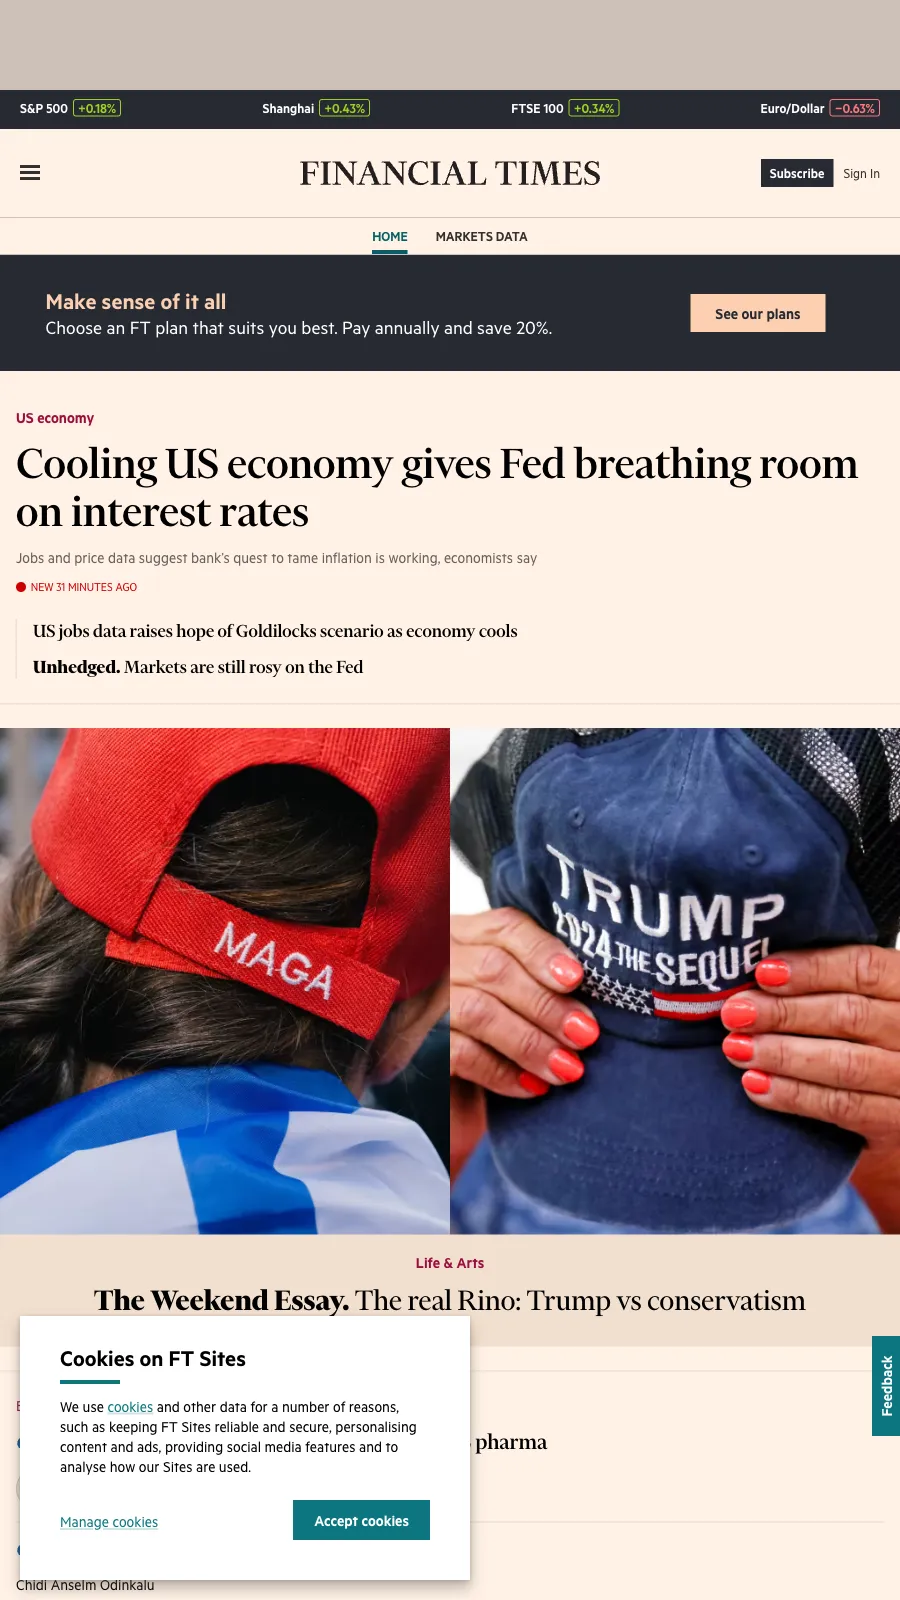 S&P 500 +0.18%
Shanghai +0.43%
FTSE 100 +0.34%
Euro/Dollar −0.63%
FINANCIAL TIMES
Subscribe
Sign In
HOME
MARKETS DATA
Make sense of it all
Choose an FT plan that suits you best. Pay annually and save 20%.
See our plans
US economy
Cooling US economy gives Fed breathing room
on interest rates
Jobs and price data suggest bank's quest to tame inflation is working, economists say
NEW 31 MINUTES AGO
US jobs data raises hope of Goldilocks scenario as economy cools
Unhedged. Markets are still rosy on the Fed
MAGA
TRUMP
2024 THE SEQUEL
Life & Arts
The Weekend Essay. The real Rino: Trump vs conservatism
Cookies on FT Sites
We use cookies and other data for a number of reasons,
such as keeping FT Sites reliable and secure, personalising
content and ads, providing social media features and to
analyse how our Sites are used.
Manage cookies
Accept cookies
pharma
Feedback
Chidi Anselm Odinkalu